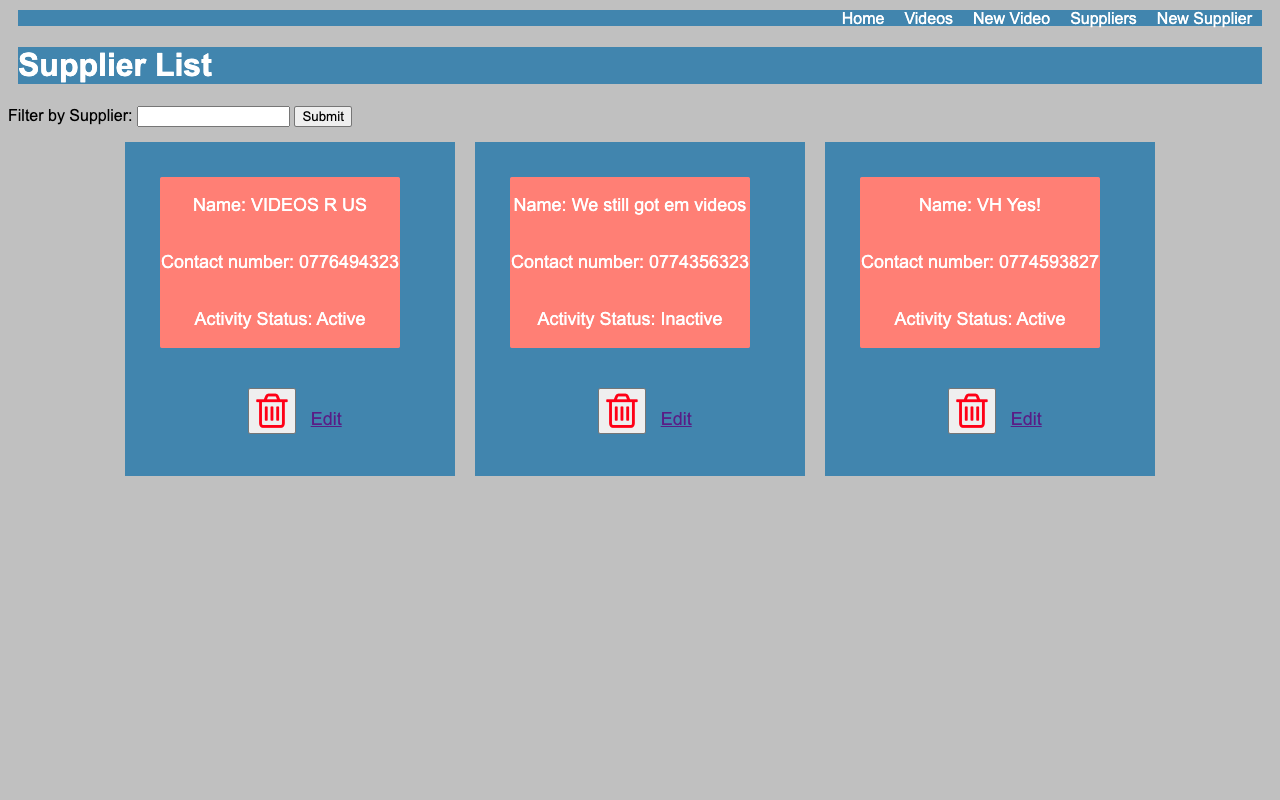 Home Videos New Video Suppliers New Supplier
Supplier List
Filter by Supplier: Submit
Name: VIDEOS R US
Contact number: 0776494323
Activity Status: Active
Edit
Name: We still got em videos
Contact number: 0774356323
Activity Status: Inactive
Edit
Name: VH Yes!
Contact number: 0774593827
Activity Status: Active
Edit